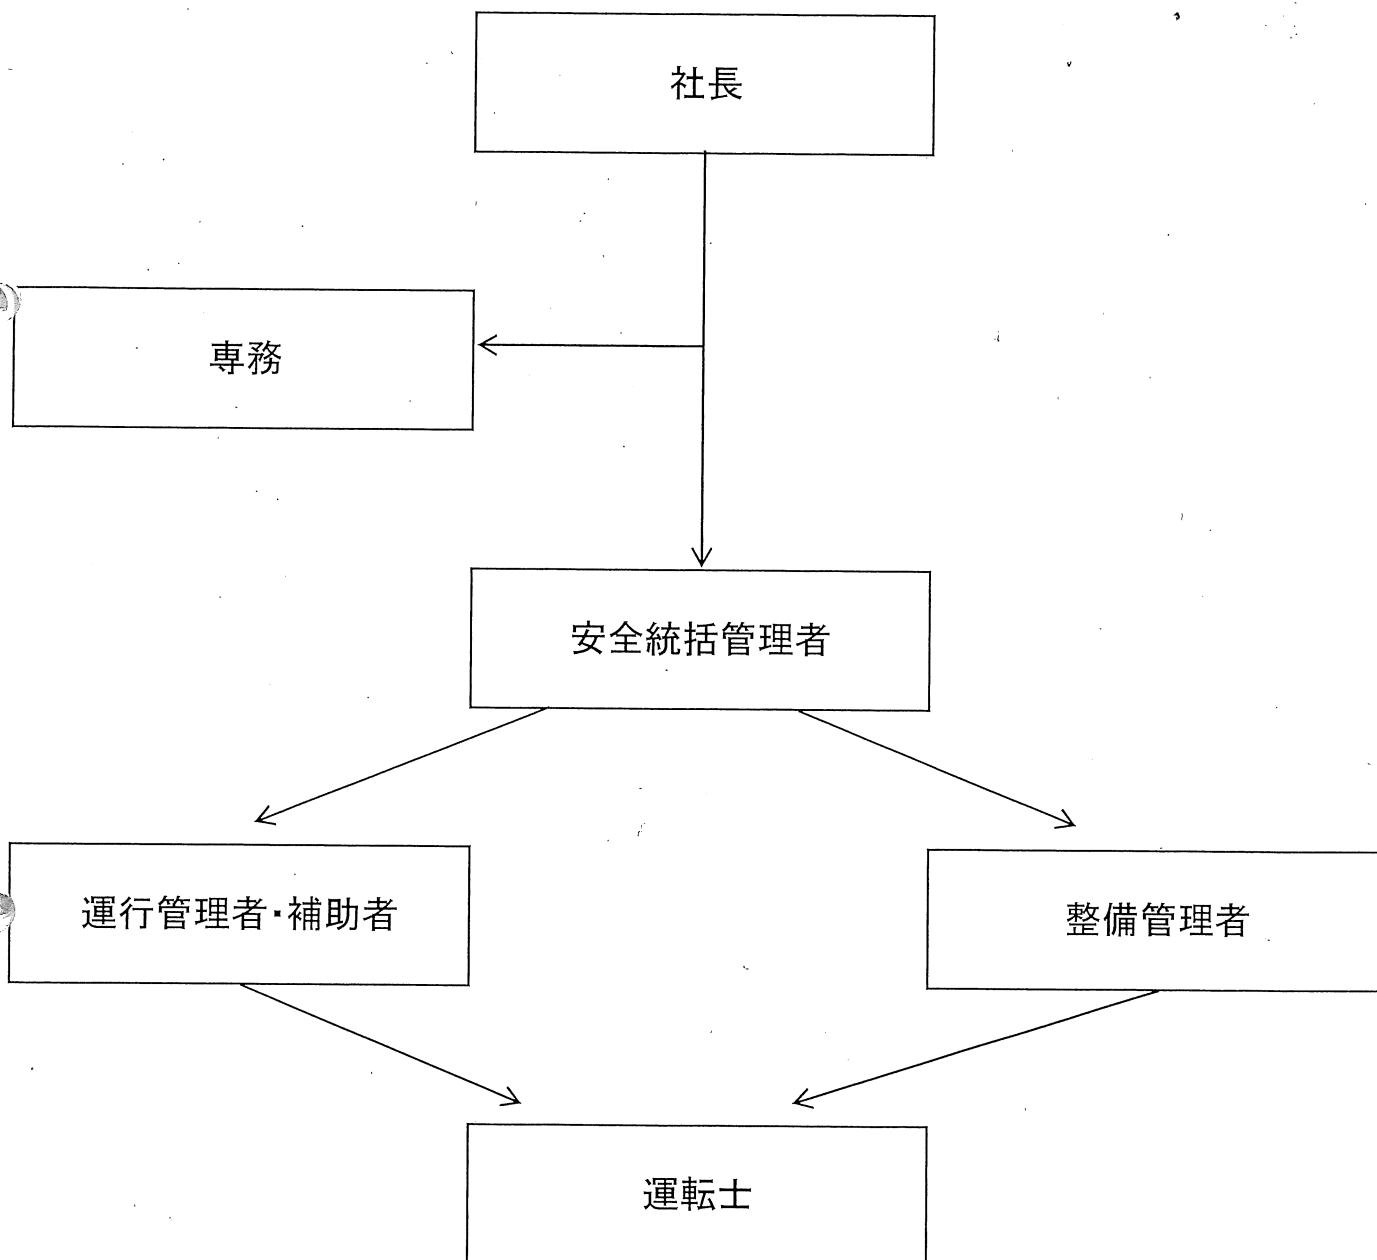 社長
専務
安全統括管理者
運行管理者・補助者
整備管理者
運転士